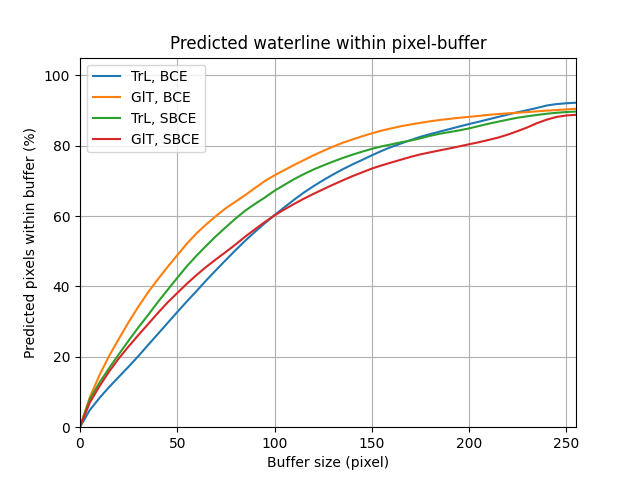 Predicted waterline within pixel-buffer
TrL, BCE
GlT, BCE
TrL, SBCE
GlT, SBCE
Predicted pixels within buffer (%)
100
80
60
40
20
0
0 50 100 150 200 250
Buffer size (pixel)